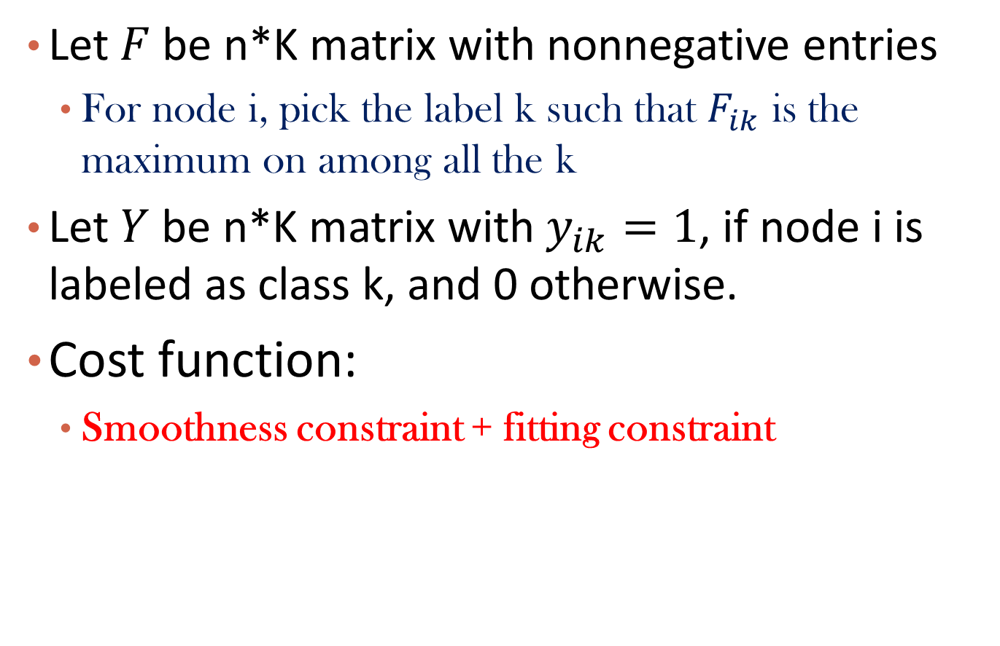 • Let F be n*K matrix with nonnegative entries
• For node i, pick the label k such that F_{ik} is the
maximum on among all the k
• Let Y be n*K matrix with y_{ik} = 1, if node i is
labeled as class k, and 0 otherwise.
• Cost function:
• Smoothness constraint + fitting constraint